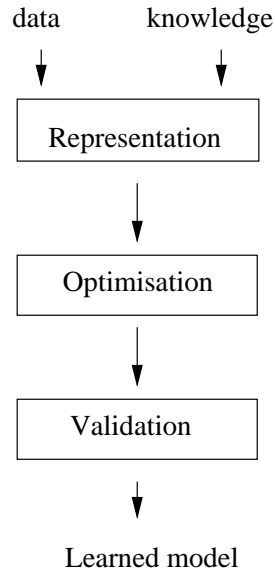 data knowledge
Representation
Optimisation
Validation
Learned model